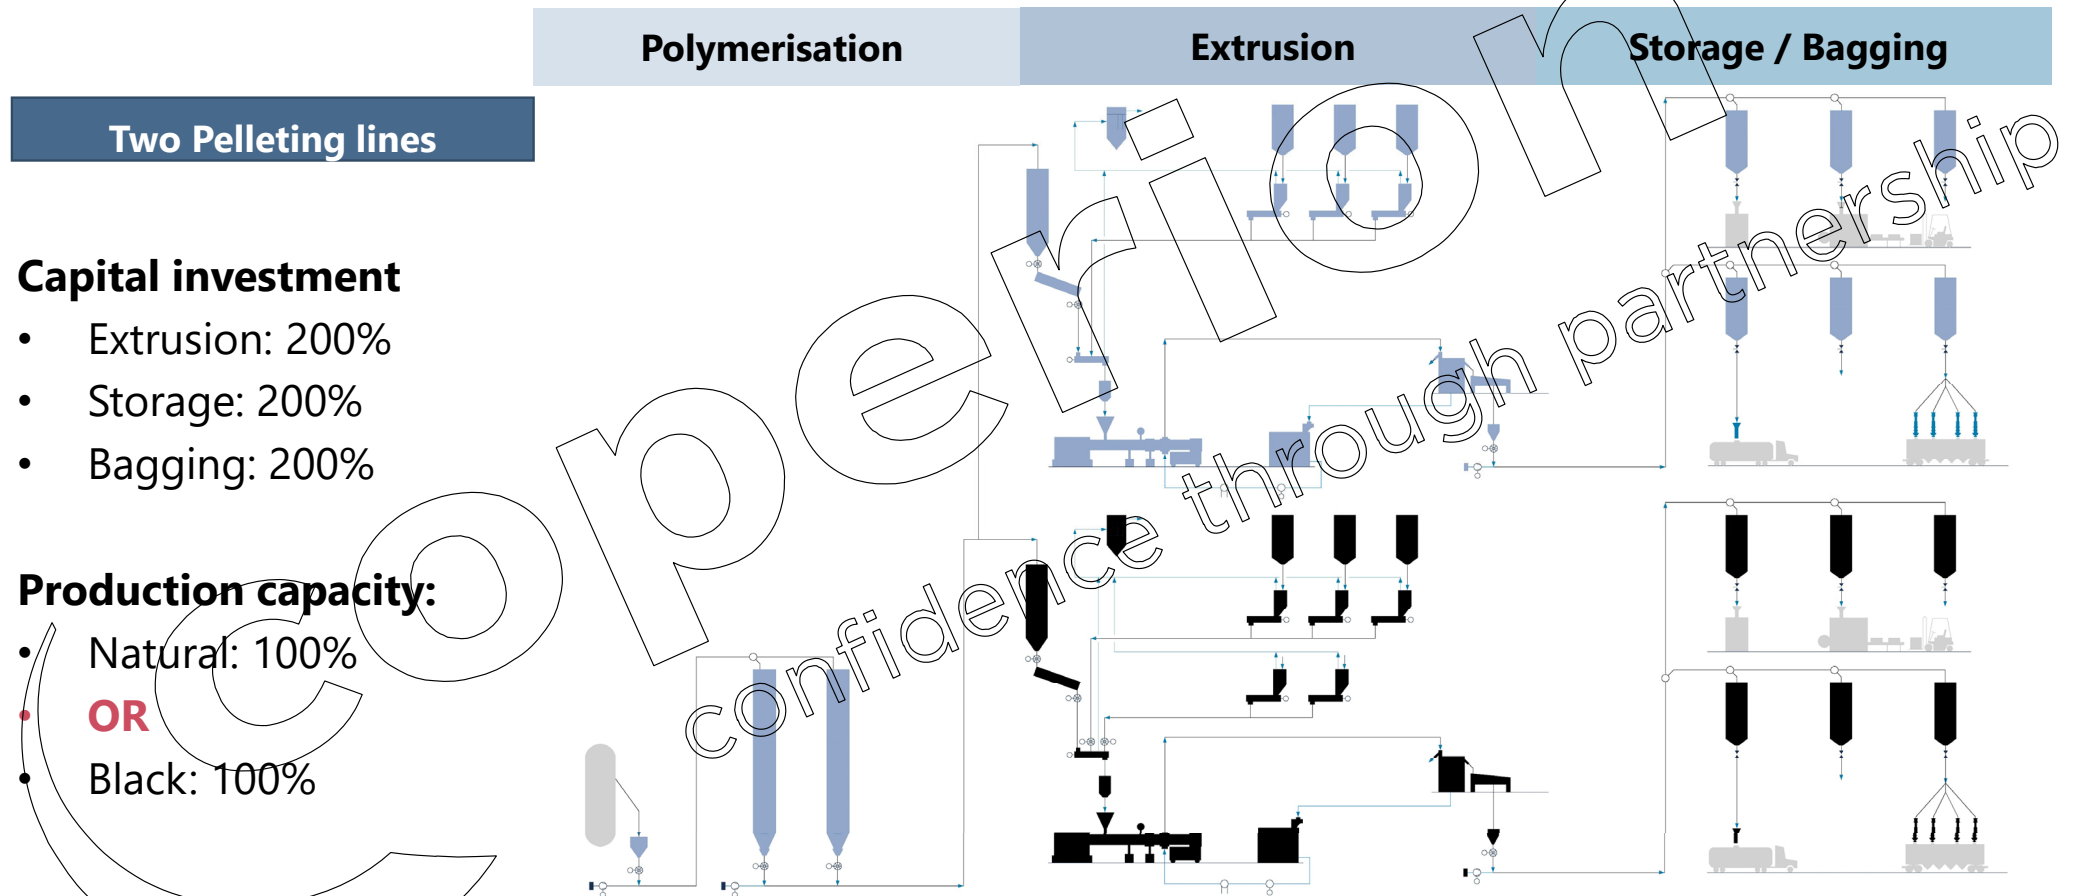 Polymerisation
Extrusion
Storage / Bagging
Two Pelleting lines
Capital investment
• Extrusion: 200%
• Storage: 200%
• Bagging: 200%
Production capacity:
• Natural: 100%
• OR
• Black: 100%
coperion
confidence through partnership